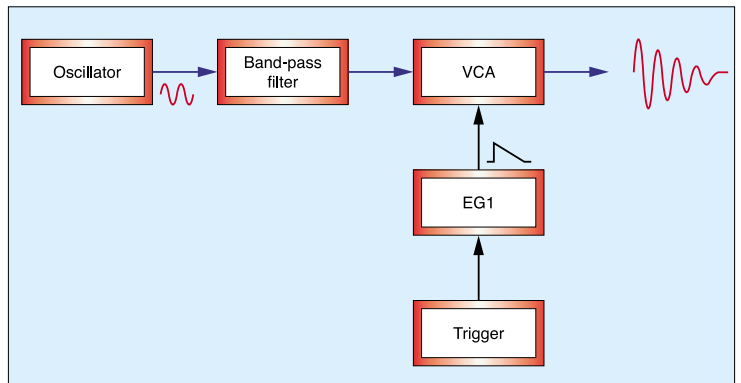 Oscillator
Band-pass
filter
VCA
EG1
Trigger